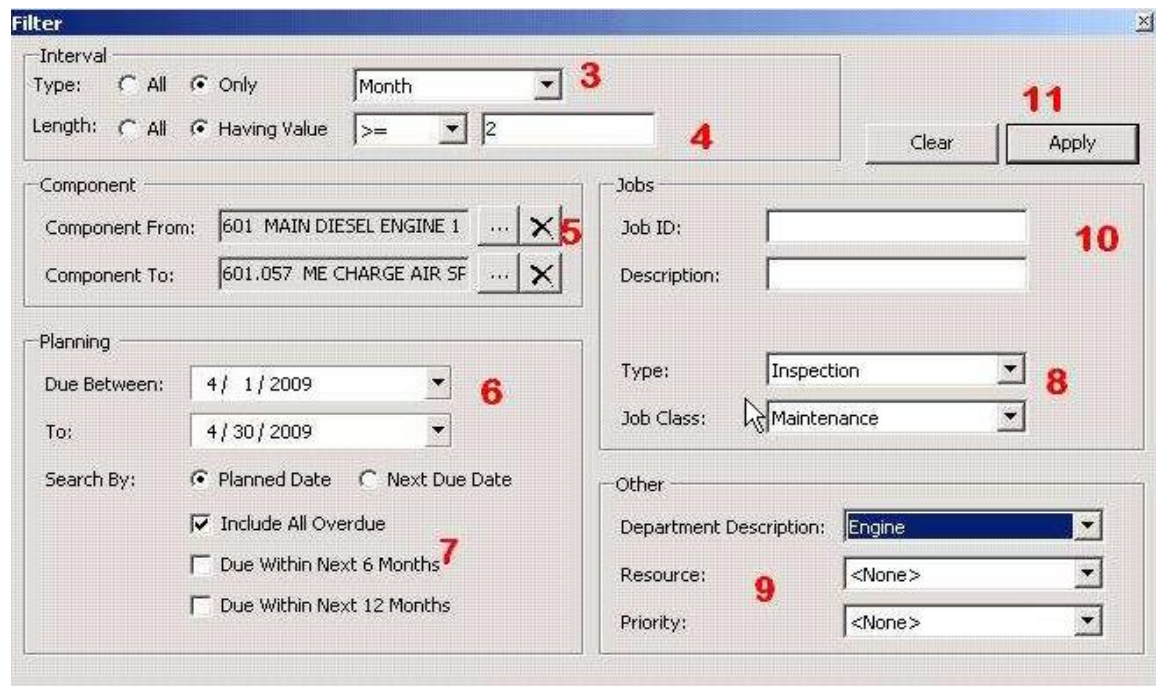 Filter
Interval
Type: All Only Month 3
Length: All Having Value >= 2 4
11
Clear Apply
Component
Component From: 601 MAIN DIESEL ENGINE 1 ... 5
Component To: 601.057 ME CHARGE AIR SF ...
Planning
Due Between: 4/ 1/2009 6
To: 4/30/2009
Search By: Planned Date Next Due Date
Include All Overdue
Due Within Next 6 Months 7
Due Within Next 12 Months
Jobs
Job ID: 10
Description:
Type: Inspection 8
Job Class: Maintenance
Other
Department Description: Engine
Resource: 9 <None>
Priority: <None>